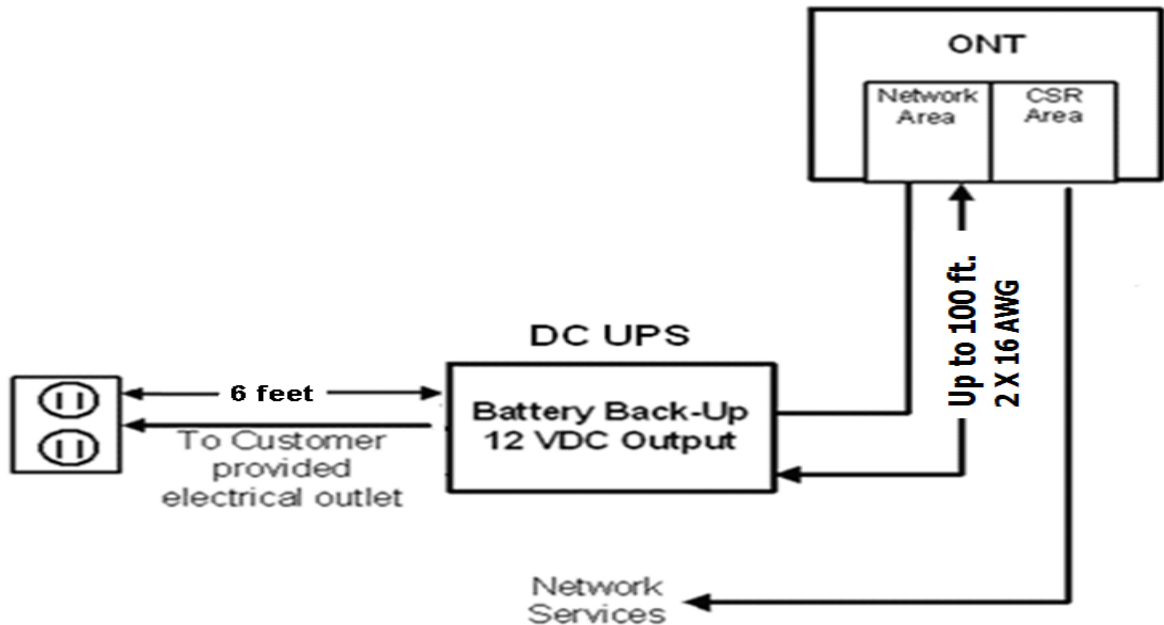 ONT
Network
Area
CSR
Area
Up to 100 ft.
2 X 16 AWG
DC UPS
6 feet
Battery Back-Up
12 VDC Output
To Customer
provided
electrical outlet
Network
Services